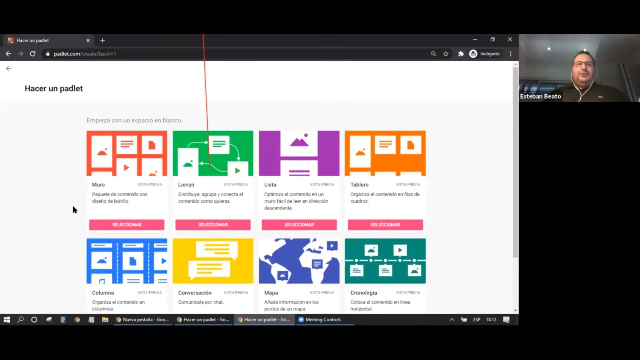 Hacer un padlet
padlet.com/create?back=1
Incógnito
Hacer un padlet
Empieza con un espacio en blanco...
Muro VISTA PREVIA
Paquete de contenido con
diseño de ladrillo.
SELECCIONAR
Lienzo VISTA PREVIA
Distribuye, agrupa y conecta el
contenido como quieras.
SELECCIONAR
Lista VISTA PREVIA
Optimiza el contenido en un
muro fácil de leer en dirección
descendente.
SELECCIONAR
Tablero VISTA PREVIA
Organiza el contenido en filas de
cuadros.
SELECCIONAR
Columna VISTA PREVIA
Organiza el contenido en
columnas
Conversación VISTA PREVIA
Comunícate por chat.
Mapa VISTA PREVIA
Añade información en los
puntos de un mapa.
Cronología VISTA PREVIA
Coloca el contenido en línea
horizontal.
Esteban Beato
Nueva pestaña - Goo...
Hacer un padlet - Goo...
Hacer un padlet - Goo...
Meeting Controls
ESP